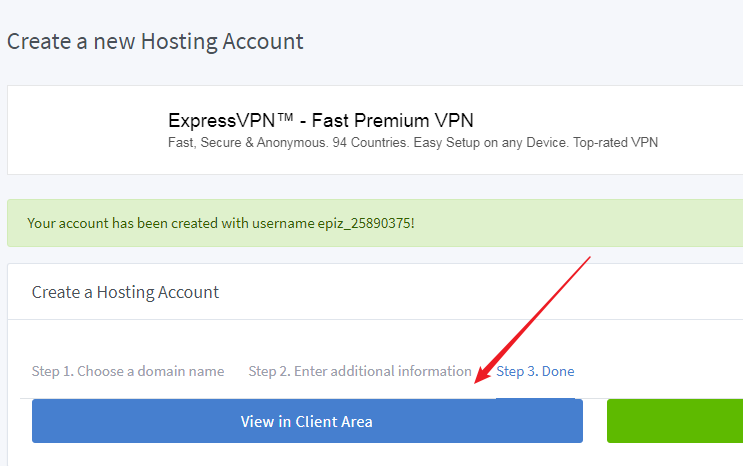 Create a new Hosting Account
ExpressVPN™ - Fast Premium VPN
Fast, Secure & Anonymous. 94 Countries. Easy Setup on any Device. Top-rated VPN
Your account has been created with username epiz_25890375!
Create a Hosting Account
Step 1. Choose a domain name Step 2. Enter additional information Step 3. Done
View in Client Area